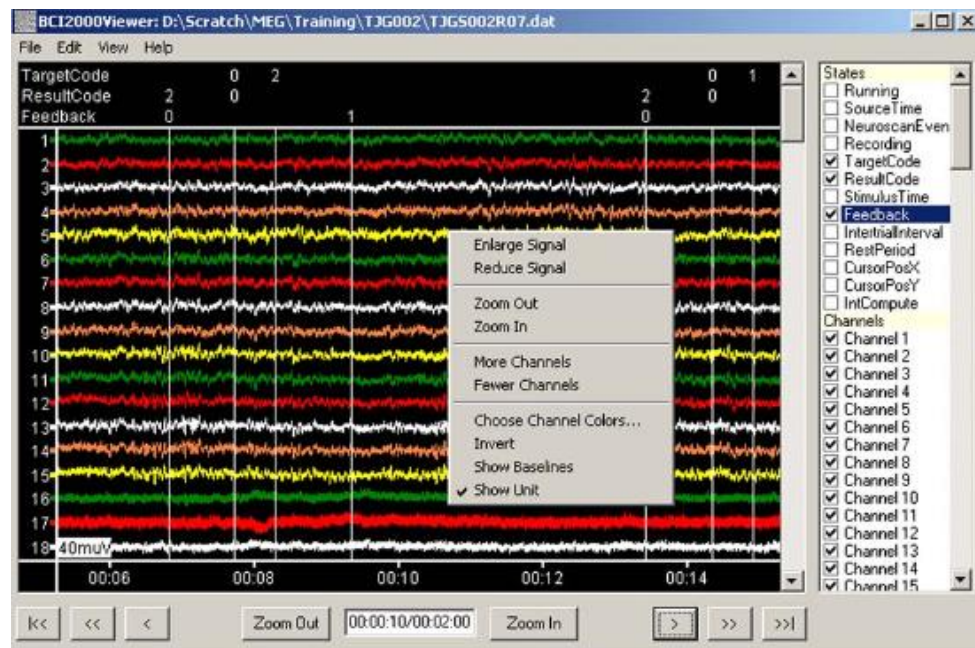 BCI2000Viewer: D:\Scratch\MEG\Training\TJG002\TJGS002R07.dat
File Edit View Help
TargetCode 0 2 0 1
ResultCode 2 0 2 0
Feedback 0 1 0
1
2
3
4
5
6
7
8
9
10
11
12
13
14
15
16
17
18 40muV
00:06 00:08 00:10 00:12 00:14
Enlarge Signal
Reduce Signal
Zoom Out
Zoom In
More Channels
Fewer Channels
Choose Channel Colors...
Invert
Show Baselines
Show Unit
States
Running
SourceTime
NeuroscanEven
Recording
TargetCode
ResultCode
StimulusTime
Feedback
IntertrialInterval
RestPeriod
CursorPosX
CursorPosY
IntCompute
Channels
Channel 1
Channel 2
Channel 3
Channel 4
Channel 5
Channel 6
Channel 7
Channel 8
Channel 9
Channel 10
Channel 11
Channel 12
Channel 13
Channel 14
Channel 15
|<< << < Zoom Out 00:00:10/00:02:00 Zoom In > >> >>|